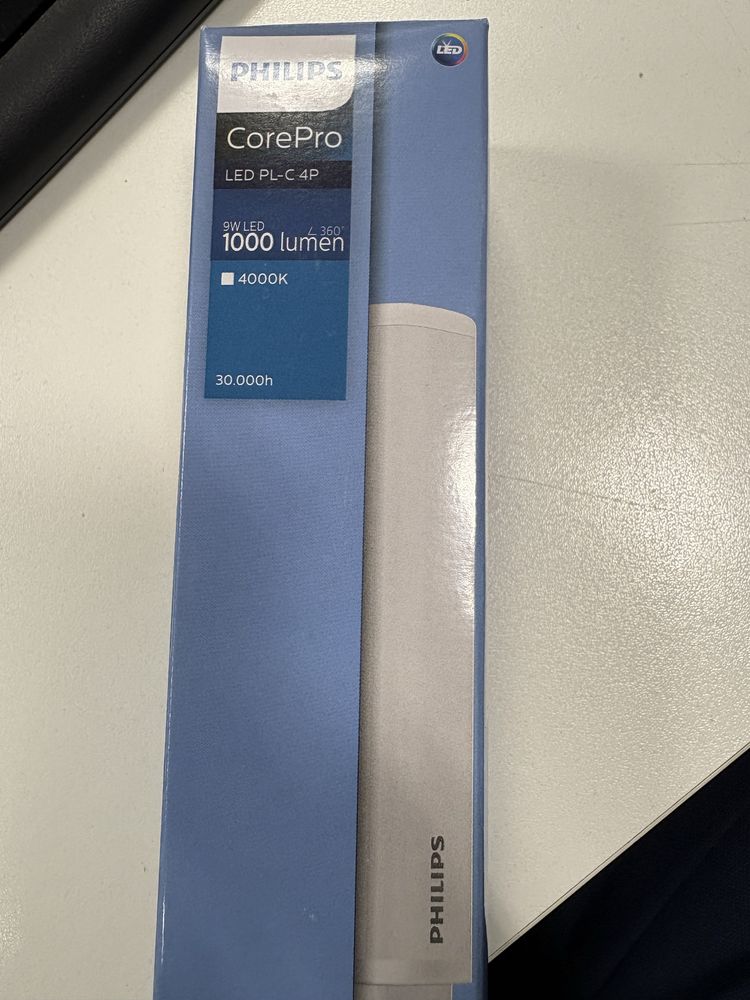 PHILIPS
LED
CorePro
LED PL-C 4P
9W LED
∠ 360°
1000 lumen
4000K
30.000h
PHILIPS